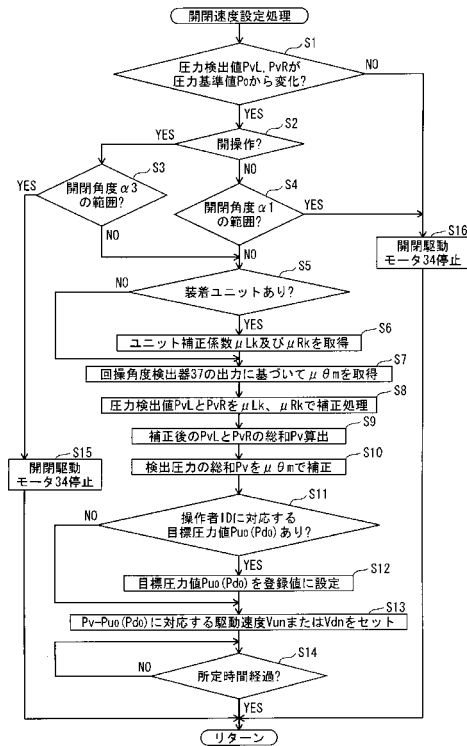 開閉速度設定処理
S1
圧力検出値PvL,PvRが
圧力基準値Poから変化?
NO
YES
S2
開操作?
YES
NO
S3
開閉角度α3
の範囲?
YES
NO
S4
開閉角度α1
の範囲?
YES
NO
S16
開閉駆動
モータ34停止
S5
装着ユニットあり?
NO
YES
S6
ユニット補正係数μLk及びμRkを取得
S7
回操角度検出器37の出力に基づいてμθmを取得
S8
圧力検出値PvLとPvRをμLk、μRkで補正処理
S9
補正後のPvLとPvRの総和Pv算出
S10
検出圧力の総和Pvをμθmで補正
S15
開閉駆動
モータ34停止
S11
操作者IDに対応する
目標圧力値Puo(Pdo)あり?
NO
YES
S12
目標圧力値Puo(Pdo)を登録値に設定
S13
Pv-Puo(Pdo)に対応する駆動速度VunまたはVdnをセット
S14
所定時間経過?
NO
YES
リターン